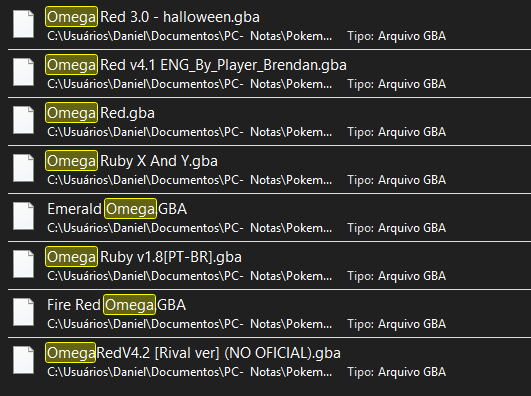 Omega Red 3.0 - halloween.gba
C:\Usuários\Daniel\Documentos\PC- Notas\Pokem... Tipo: Arquivo GBA
Omega Red v4.1 ENG_By_Player_Brendan.gba
C:\Usuários\Daniel\Documentos\PC- Notas\Pokem... Tipo: Arquivo GBA
Omega Red.gba
C:\Usuários\Daniel\Documentos\PC- Notas\Pokem... Tipo: Arquivo GBA
Omega Ruby X And Y.gba
C:\Usuários\Daniel\Documentos\PC- Notas\Pokem... Tipo: Arquivo GBA
Emerald Omega GBA
C:\Usuários\Daniel\Documentos\PC- Notas\Pokem... Tipo: Arquivo GBA
Omega Ruby v1.8[PT-BR].gba
C:\Usuários\Daniel\Documentos\PC- Notas\Pokem... Tipo: Arquivo GBA
Fire Red Omega GBA
C:\Usuários\Daniel\Documentos\PC- Notas\Pokem... Tipo: Arquivo GBA
OmegaRedV4.2 [Rival ver] (NO OFICIAL).gba
C:\Usuários\Daniel\Documentos\PC- Notas\Pokem... Tipo: Arquivo GBA